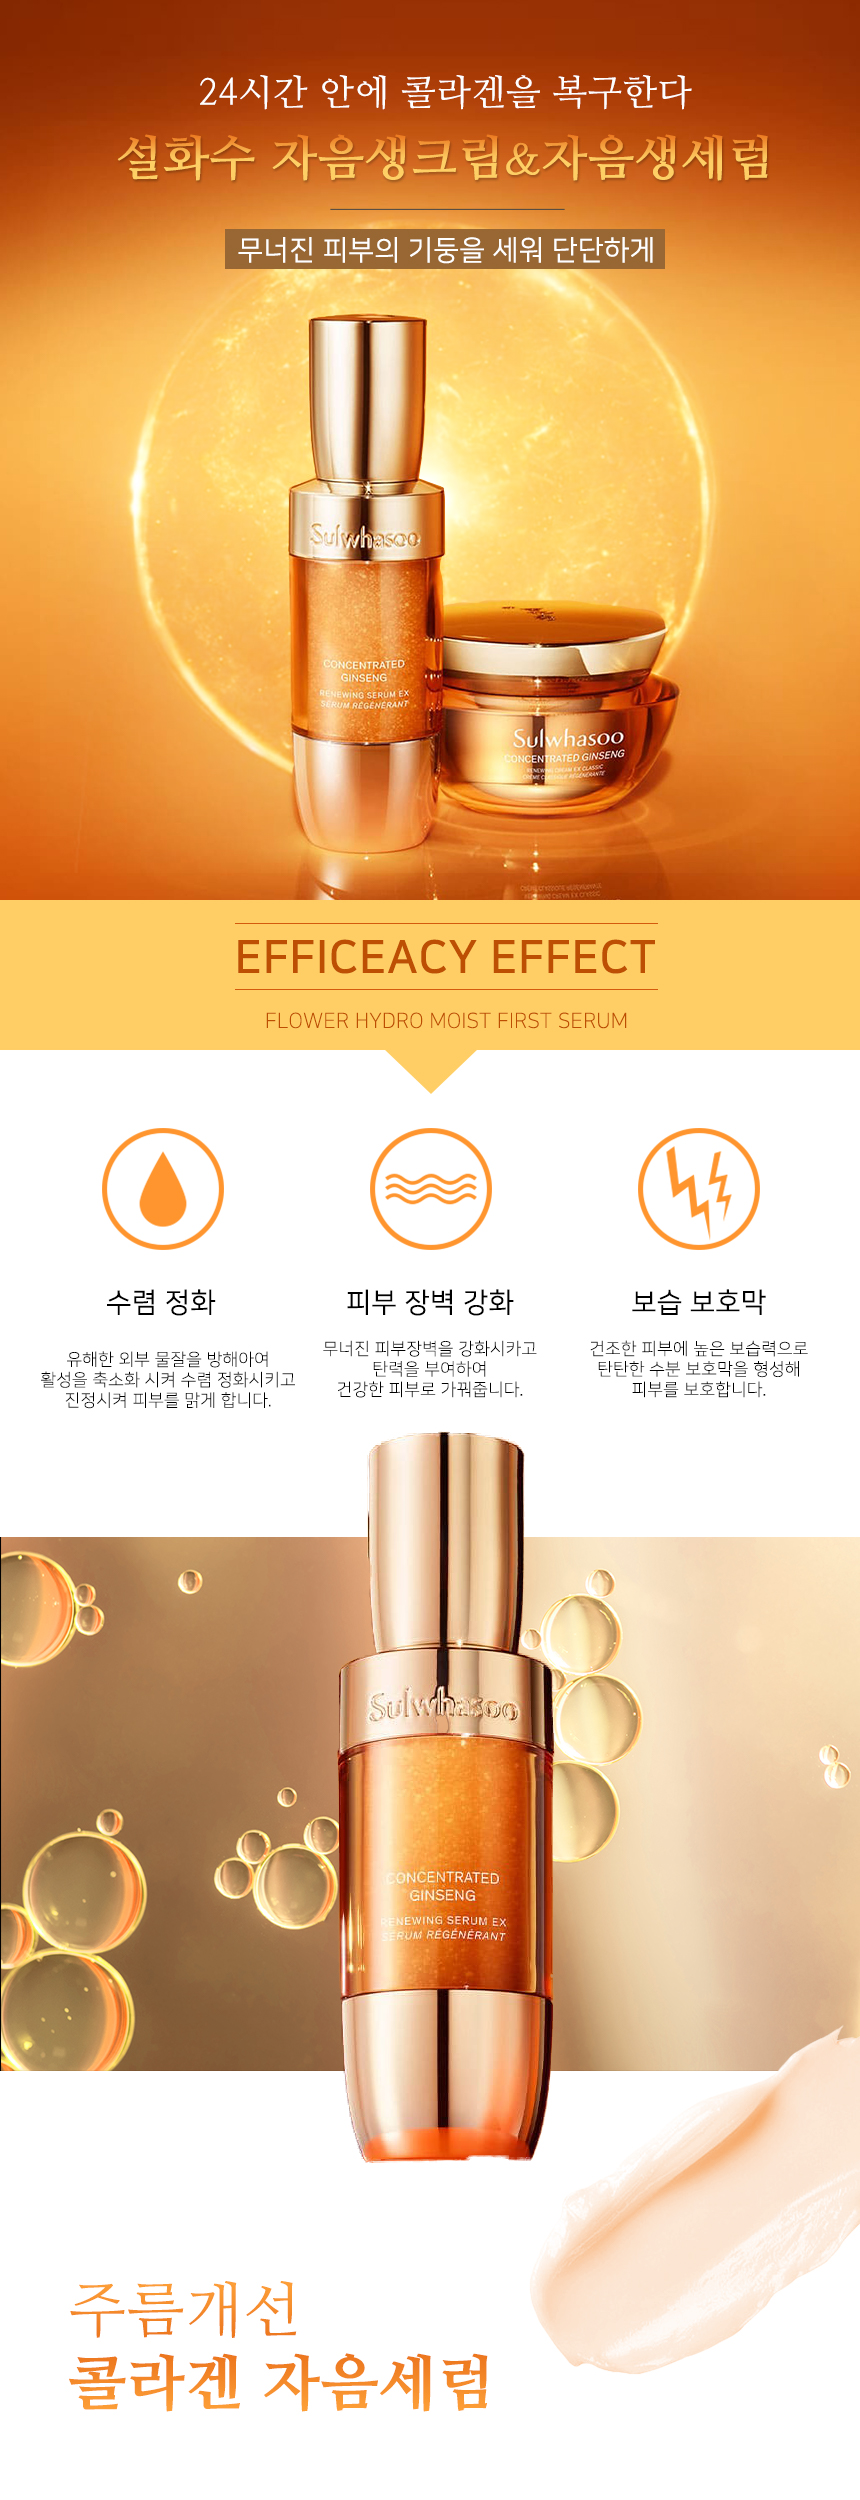 24시간 안에 콜라겐을 복구한다
설화수 자음생크림&자음생세럼
무너진 피부의 기둥을 세워 단단하게
Sulwhasoo
CONCENTRATED
GINSENG
RENEWING SERUM EX
SÉRUM RÉGÉNÉRANT
Sulwhasoo
CONCENTRATED GINSENG
RENEWING CREAM EX CLASSIC
CRÈME CLASSIQUE RÉGÉNÉRANTE
EFFICEACY EFFECT
FLOWER HYDRO MOIST FIRST SERUM
수렴 정화
유해한 외부 물잘을 방해아여
활성을 축소화 시켜 수렴 정화시키고
진정시켜 피부를 맑게 합니다.
피부 장벽 강화
무너진 피부장벽을 강화시카고
탄력을 부여하여
건강한 피부로 가꿔줍니다.
보습 보호막
건조한 피부에 높은 보습력으로
탄탄한 수분 보호막을 형성해
피부를 보호합니다.
Sulwhasoo
CONCENTRATED
GINSENG
RENEWING SERUM EX
SÉRUM RÉGÉNÉRANT
주름개선
콜라겐 자음세럼